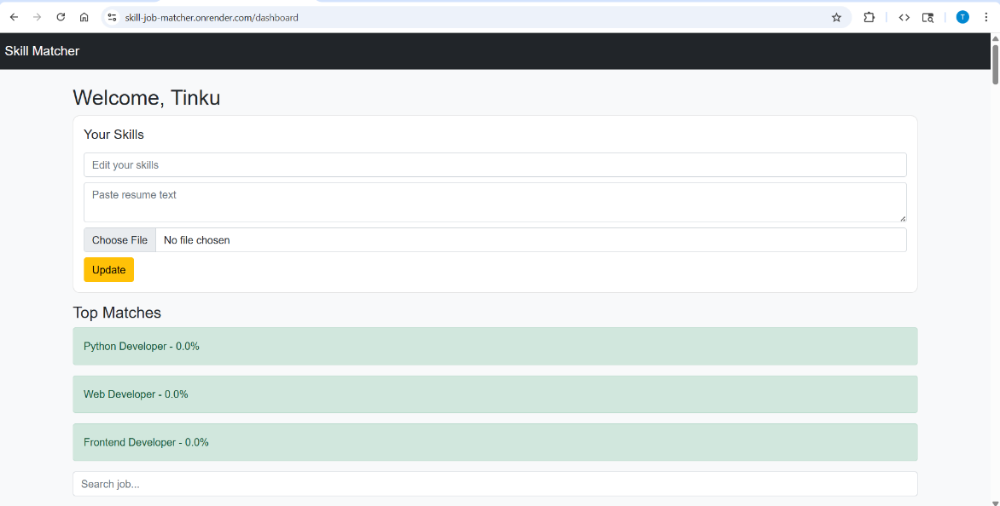 skill-job-matcher.onrender.com/dashboard
T
Skill Matcher
Welcome, Tinku
Your Skills
Edit your skills
Paste resume text
Choose File No file chosen
Update
Top Matches
Python Developer - 0.0%
Web Developer - 0.0%
Frontend Developer - 0.0%
Search job...